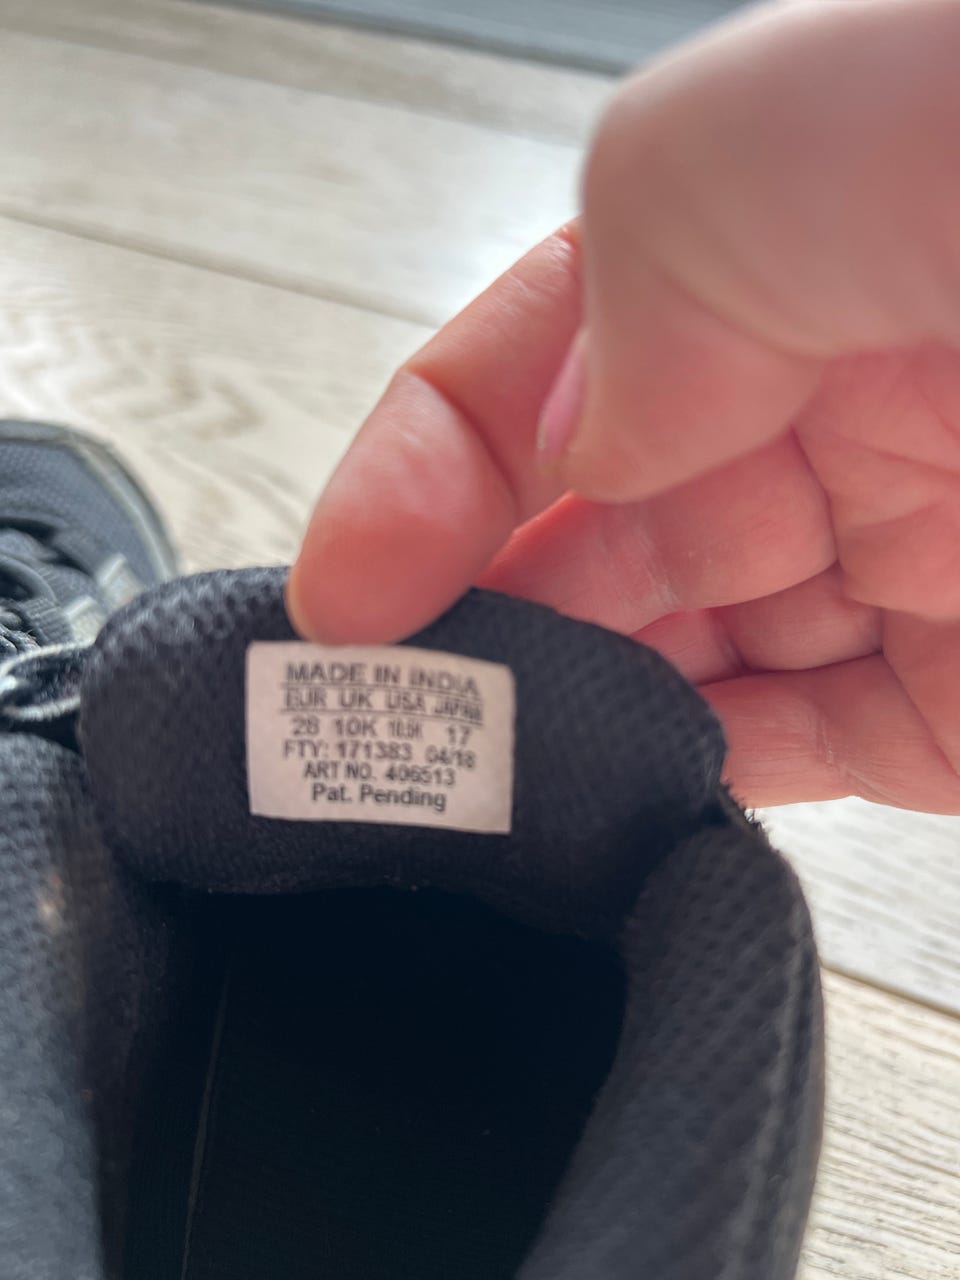 MADE IN INDIA
EUR UK USA JAPAN
28 10K 10.5K 17
FTY: 171383 04/18
ART NO. 406513
Pat. Pending